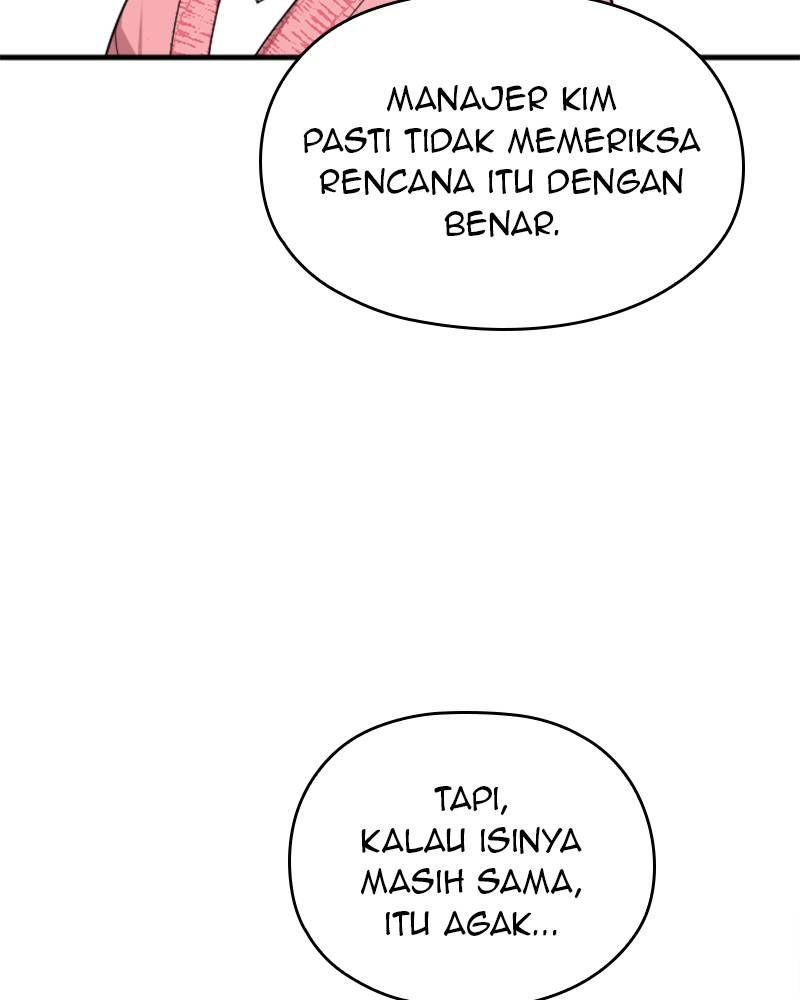 MANAJER KIM
PASTI TIDAK MEMERIKSA
RENCANA ITU DENGAN
BENAR.
TAPI,
KALAU ISINYA
MASIH SAMA,
ITU AGAK...